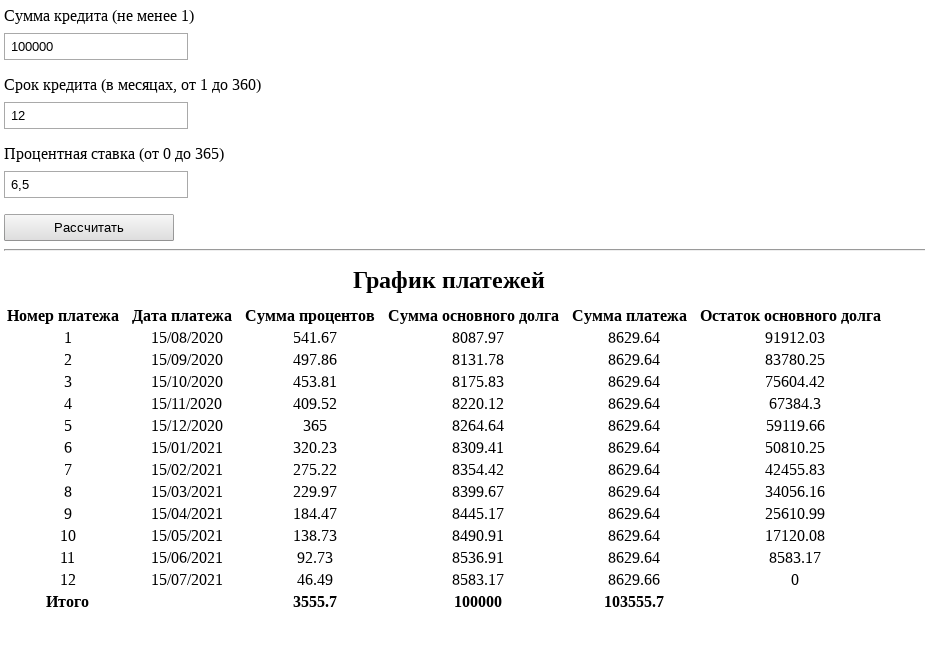 Сумма кредита (не менее 1)
100000
Срок кредита (в месяцах, от 1 до 360)
12
Процентная ставка (от 0 до 365)
6,5
Рассчитать
График платежей
Номер платежа Дата платежа Сумма процентов Сумма основного долга Сумма платежа Остаток основного долга
1 15/08/2020 541.67 8087.97 8629.64 91912.03
2 15/09/2020 497.86 8131.78 8629.64 83780.25
3 15/10/2020 453.81 8175.83 8629.64 75604.42
4 15/11/2020 409.52 8220.12 8629.64 67384.3
5 15/12/2020 365 8264.64 8629.64 59119.66
6 15/01/2021 320.23 8309.41 8629.64 50810.25
7 15/02/2021 275.22 8354.42 8629.64 42455.83
8 15/03/2021 229.97 8399.67 8629.64 34056.16
9 15/04/2021 184.47 8445.17 8629.64 25610.99
10 15/05/2021 138.73 8490.91 8629.64 17120.08
11 15/06/2021 92.73 8536.91 8629.64 8583.17
12 15/07/2021 46.49 8583.17 8629.66 0
Итого 3555.7 100000 103555.7